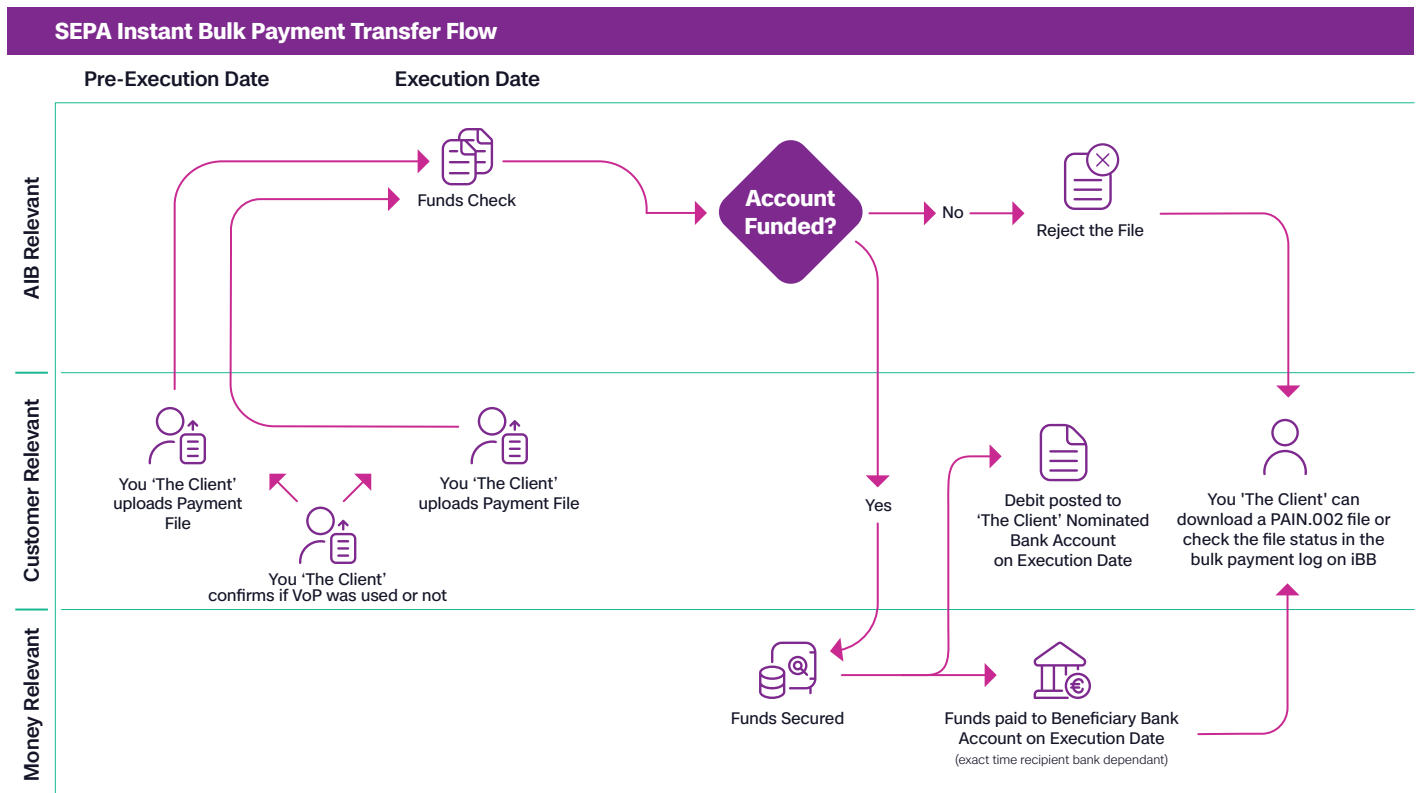 SEPA Instant Bulk Payment Transfer Flow
Pre-Execution Date
Execution Date
AIB Relevant
Funds Check
Account
Funded?
No
Reject the File
Customer Relevant
You ‘The Client’
uploads Payment
File
You ‘The Client’
uploads Payment File
You ‘The Client’
confirms if VoP was used or not
Yes
Debit posted to
‘The Client’ Nominated
Bank Account
on Execution Date
You 'The Client' can
download a PAIN.002 file or
check the file status in the
bulk payment log on iBB
Money Relevant
Funds Secured
€
Funds paid to Beneficiary Bank
Account on Execution Date
(exact time recipient bank dependant)